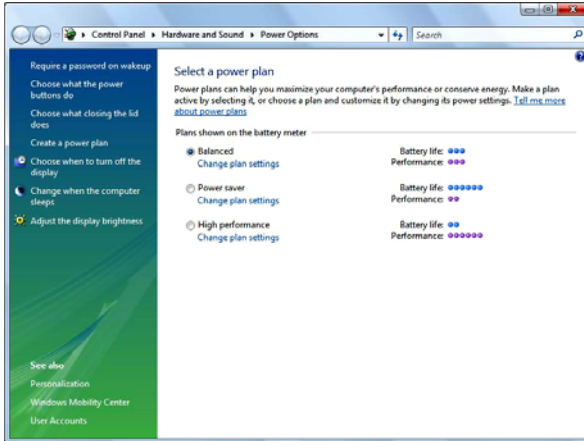 Control Panel ▸ Hardware and Sound ▸ Power Options
Search
Require a password on wakeup
Choose what the power
buttons do
Choose what closing the lid
does
Create a power plan
Choose when to turn off the
display
Change when the computer
sleeps
Adjust the display brightness
See also
Personalization
Windows Mobility Center
User Accounts
Select a power plan
Power plans can help you maximize your computer's performance or conserve energy. Make a plan
active by selecting it, or choose a plan and customize it by changing its power settings. Tell me more
about power plans
Plans shown on the battery meter
Balanced Battery life:
Change plan settings Performance:
Power saver Battery life:
Change plan settings Performance:
High performance Battery life:
Change plan settings Performance: